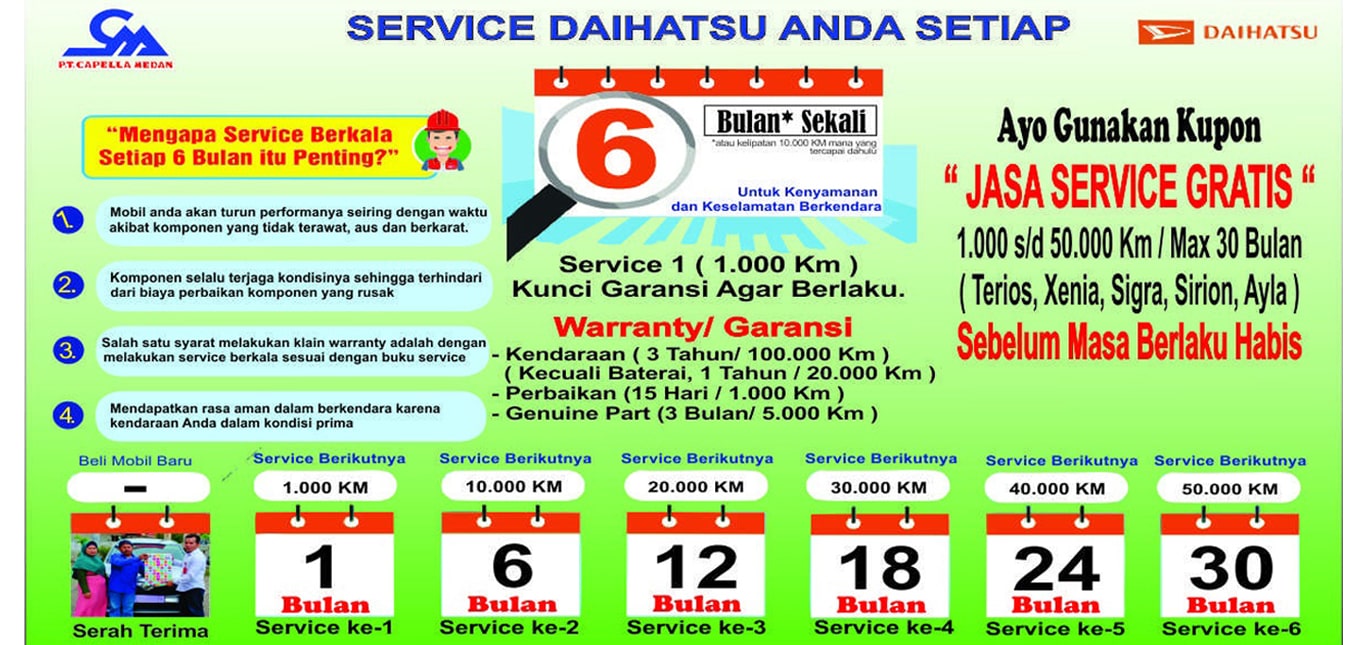 SERVICE DAIHATSU ANDA SETIAP
CM
P.T. CAPELLA MEDAN
DAIHATSU
"Mengapa Service Berkala
Setiap 6 Bulan itu Penting?"
1.
Mobil anda akan turun performanya seiring dengan waktu
akibat komponen yang tidak terawat, aus dan berkarat.
2.
Komponen selalu terjaga kondisinya sehingga terhindari
dari biaya perbaikan komponen yang rusak
3.
Salah satu syarat melakukan klain warranty adalah dengan
melakukan service berkala sesuai dengan buku service
4.
Mendapatkan rasa aman dalam berkendara karena
kendaraan Anda dalam kondisi prima
6
Bulan* Sekali
*atau kelipatan 10.000 KM mana yang
tercapai dahulu
Untuk Kenyamanan
dan Keselamatan Berkendara
Service 1 ( 1.000 Km )
Kunci Garansi Agar Berlaku.
Warranty/ Garansi
- Kendaraan ( 3 Tahun/ 100.000 Km )
( Kecuali Baterai, 1 Tahun / 20.000 Km )
- Perbaikan (15 Hari / 1.000 Km )
- Genuine Part (3 Bulan/ 5.000 Km )
Ayo Gunakan Kupon
" JASA SERVICE GRATIS "
1.000 s/d 50.000 Km / Max 30 Bulan
( Terios, Xenia, Sigra, Sirion, Ayla )
Sebelum Masa Berlaku Habis
Beli Mobil Baru
-
Serah Terima
Service Berikutnya
1.000 KM
1
Bulan
Service ke-1
Service Berikutnya
10.000 KM
6
Bulan
Service ke-2
Service Berikutnya
20.000 KM
12
Bulan
Service ke-3
Service Berikutnya
30.000 KM
18
Bulan
Service ke-4
Service Berikutnya
40.000 KM
24
Bulan
Service ke-5
Service Berikutnya
50.000 KM
30
Bulan
Service ke-6